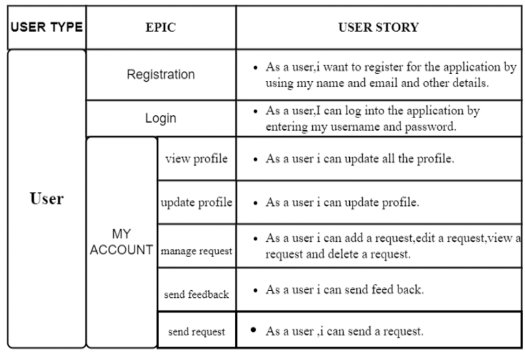 USER TYPE EPIC USER STORY
Registration
• As a user,i want to register for the application by
using my name and email and other details.
Login
• As a user,I can log into the application by
entering my username and password.
User
MY
ACCOUNT
view profile
• As a user i can update all the profile.
update profile
• As a user i can update profile.
manage request
• As a user i can add a request,edit a request,view a
request and delete a request.
send feedback
• As a user i can send feed back.
send request
• As a user ,i can send a request.